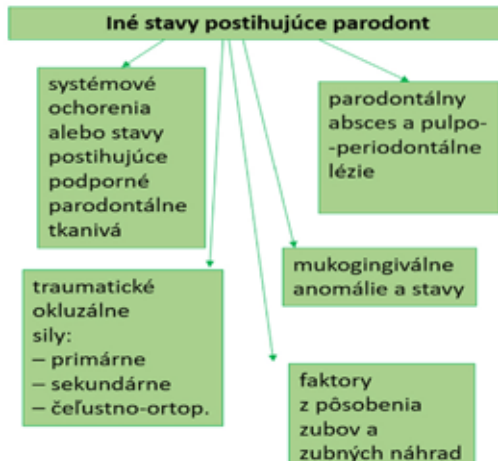 Iné stavy postihujúce parodont
systémové
ochorenia
alebo stavy
postihujúce
podporné
parodontálne
tkanivá
parodontálny
absces a pulpo-
-periodontálne
lézie
traumatické
okluzálne
sily:
– primárne
– sekundárne
– čeľustno-ortop.
mukogingiválne
anomálie a stavy
faktory
z pôsobenia
zubov a
zubných náhrad